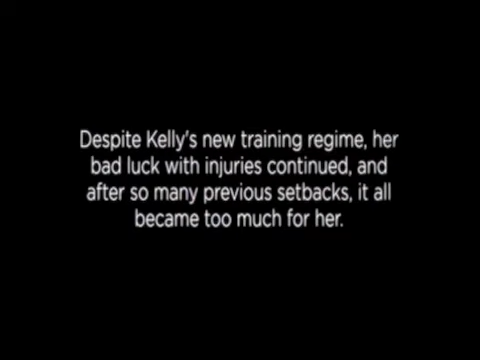 Despite Kelly's new training regime, her
bad luck with injuries continued, and
after so many previous setbacks, it all
became too much for her.